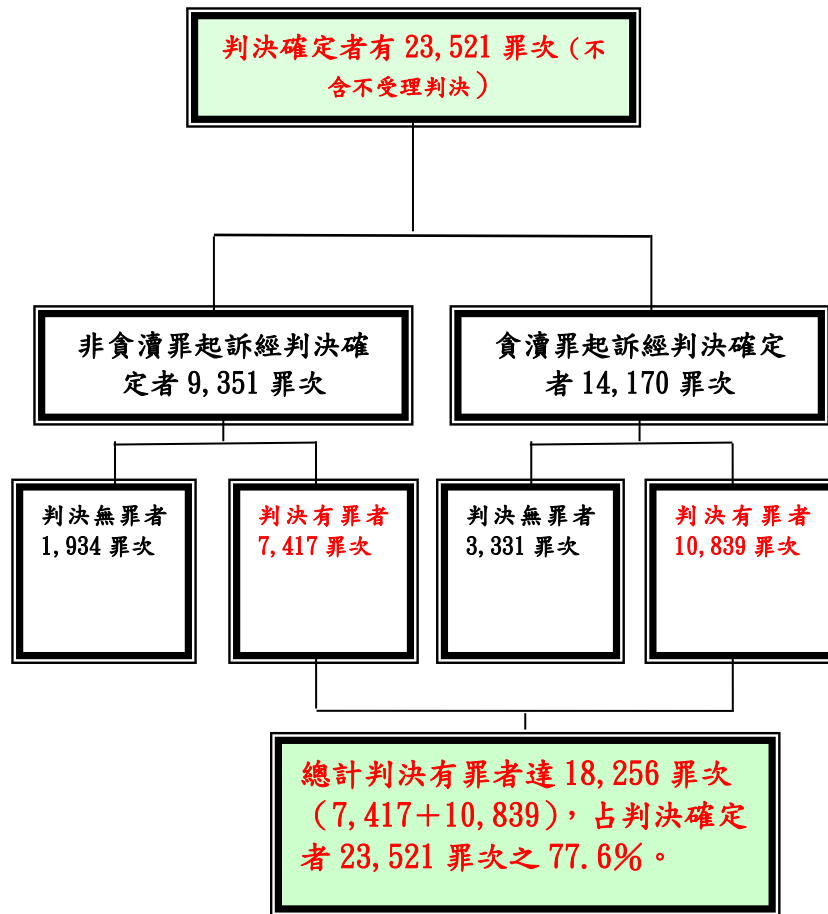 判決確定者有 23,521 罪次（不
含不受理判決）
非貪瀆罪起訴經判決確
定者 9,351 罪次
貪瀆罪起訴經判決確定
者 14,170 罪次
判決無罪者
1,934 罪次
判決有罪者
7,417 罪次
判決無罪者
3,331 罪次
判決有罪者
10,839 罪次
總計判決有罪者達 18,256 罪次
（7,417＋10,839），占判決確定
者 23,521 罪次之 77.6％。